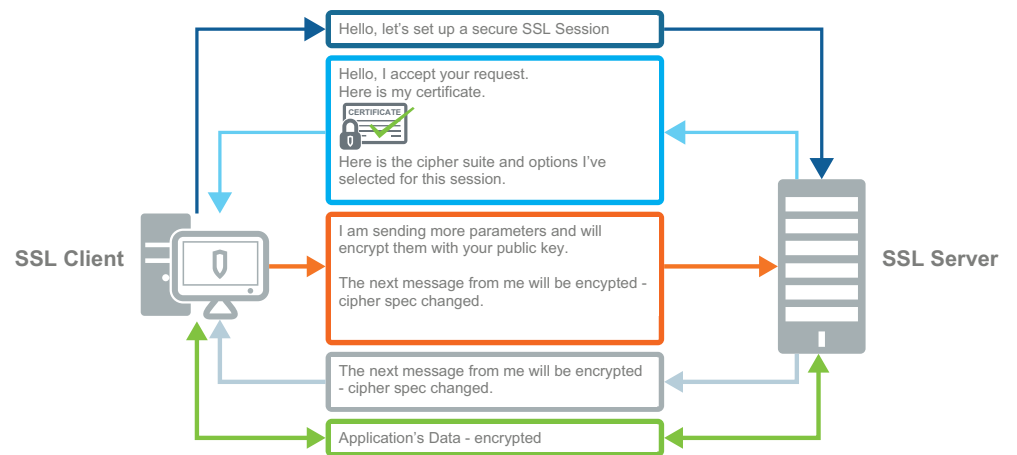 Hello, let's set up a secure SSL Session
Hello, I accept your request.
Here is my certificate.
CERTIFICATE
Here is the cipher suite and options I've
selected for this session.
I am sending more parameters and will
encrypt them with your public key.
The next message from me will be encypted -
cipher spec changed.
SSL Client
SSL Server
The next message from me will be encrypted
- cipher spec changed.
Application's Data - encrypted